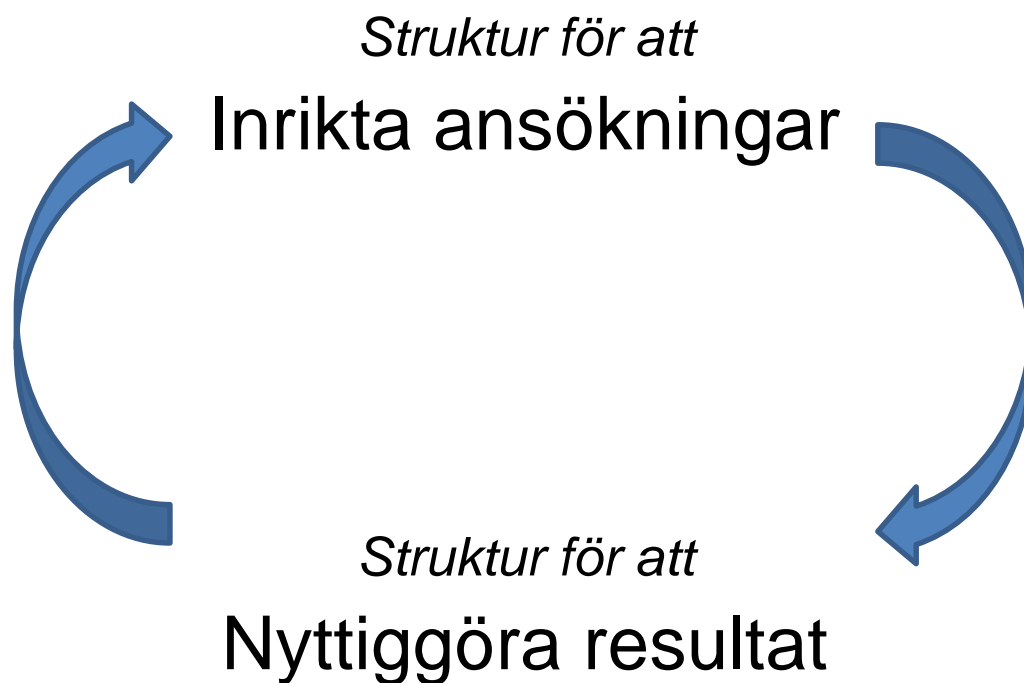 Struktur för att
Inrikta ansökningar
Struktur för att
Nyttiggöra resultat